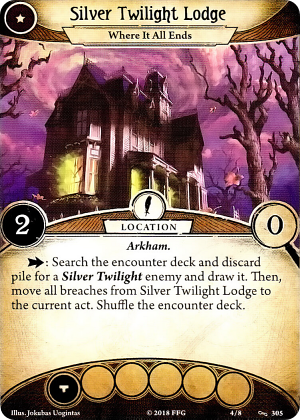 Silver Twilight Lodge
Where It All Ends
2
LOCATION
0
Arkham.
: Search the encounter deck and discard
pile for a Silver Twilight enemy and draw it. Then,
move all breaches from Silver Twilight Lodge to
the current act. Shuffle the encounter deck.
Illus. Jokubas Uogintas
© 2018 FFG
4/8
305